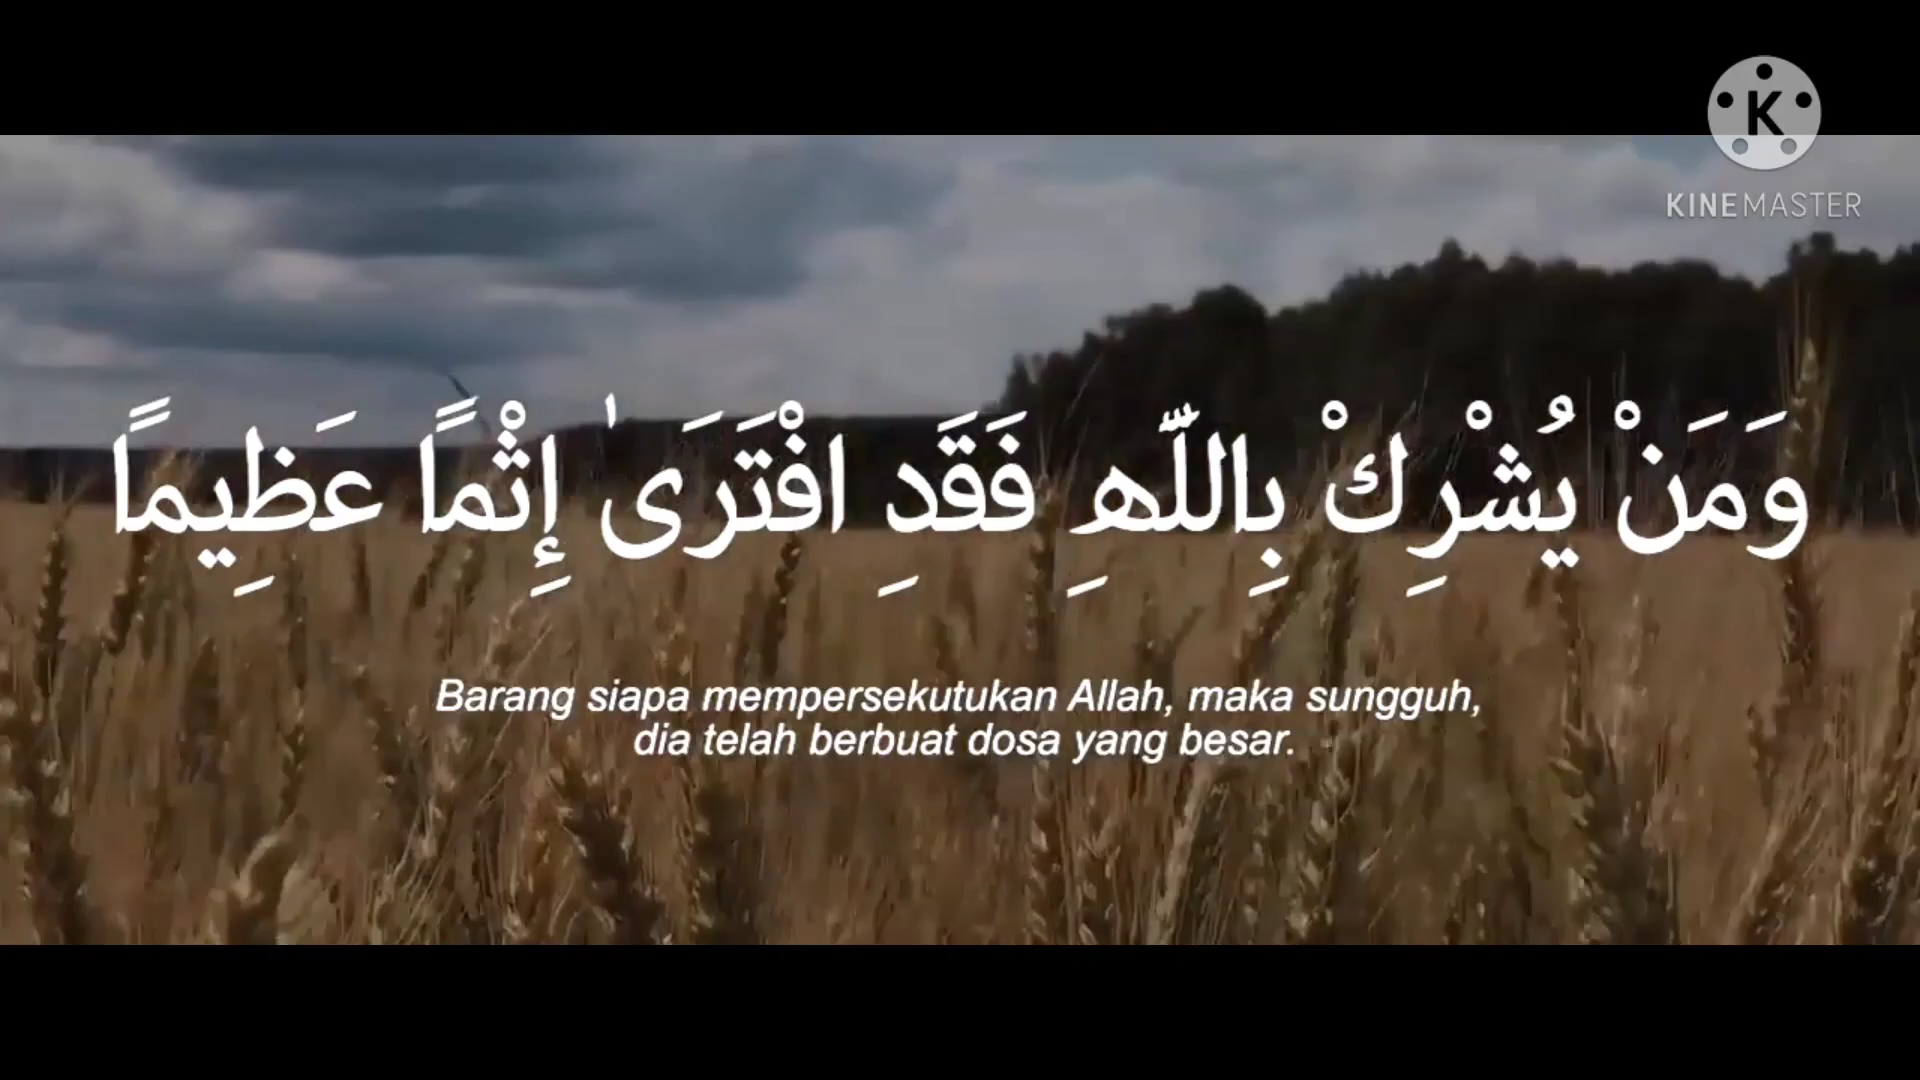 KINEMASTER
وَمَنْ يُشْرِكْ بِاللَّهِ فَقَدِ افْتَرَىٰ إِثْمًا عَظِيمًا
Barang siapa mempersekutukan Allah, maka sungguh,
dia telah berbuat dosa yang besar.